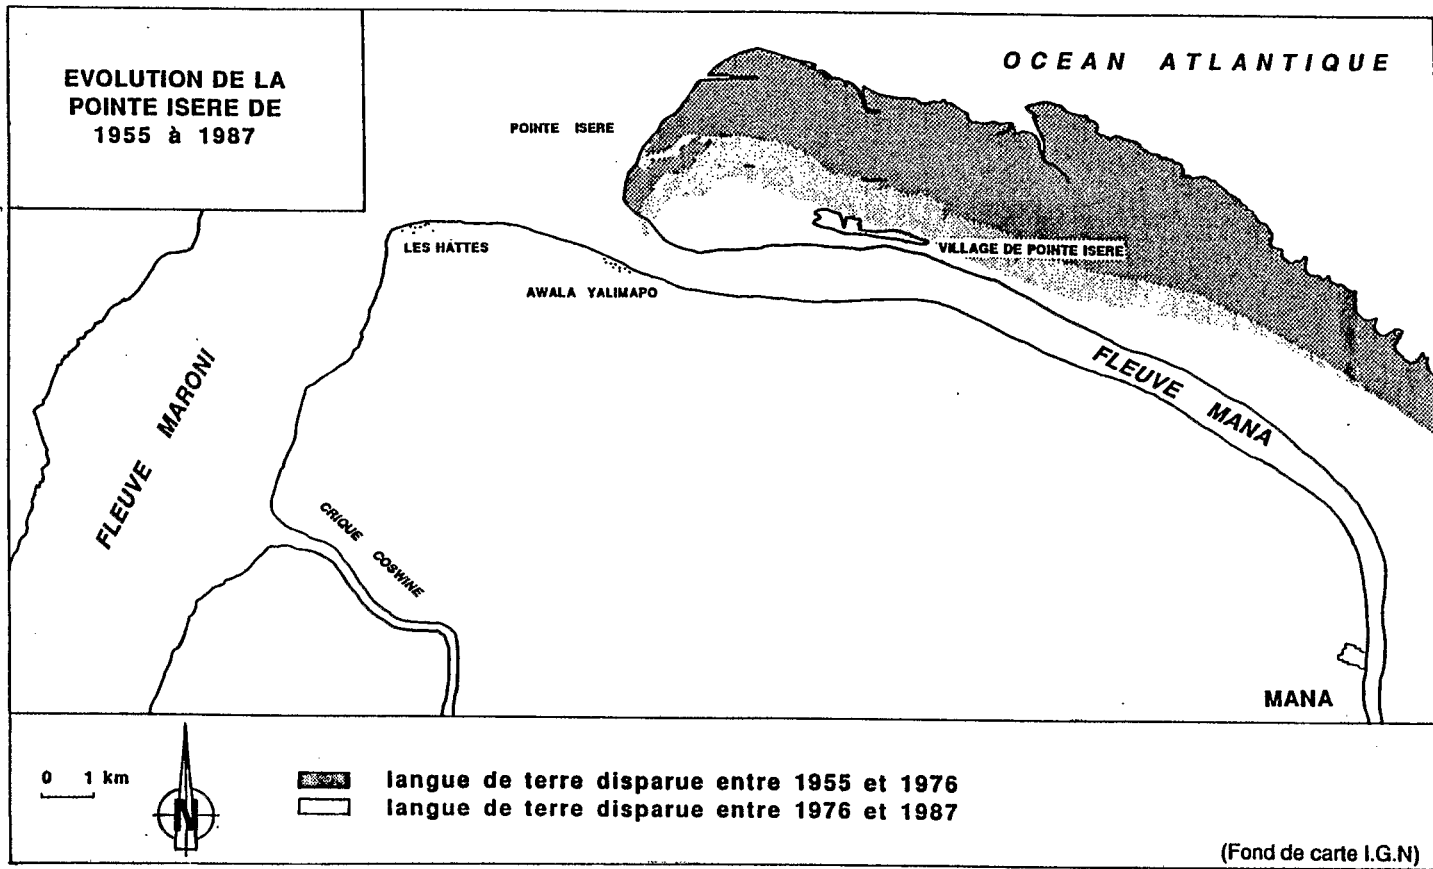 EVOLUTION DE LA
POINTE ISERE DE
1955 à 1987
OCEAN ATLANTIQUE
POINTE ISERE
LES HATTES
VILLAGE DE POINTE ISERE
AWALA YALIMAPO
FLEUVE MARONI
FLEUVE MANA
CRIQUE COSWINE
MANA
0 1 km
N
langue de terre disparue entre 1955 et 1976
langue de terre disparue entre 1976 et 1987
(Fond de carte I.G.N)